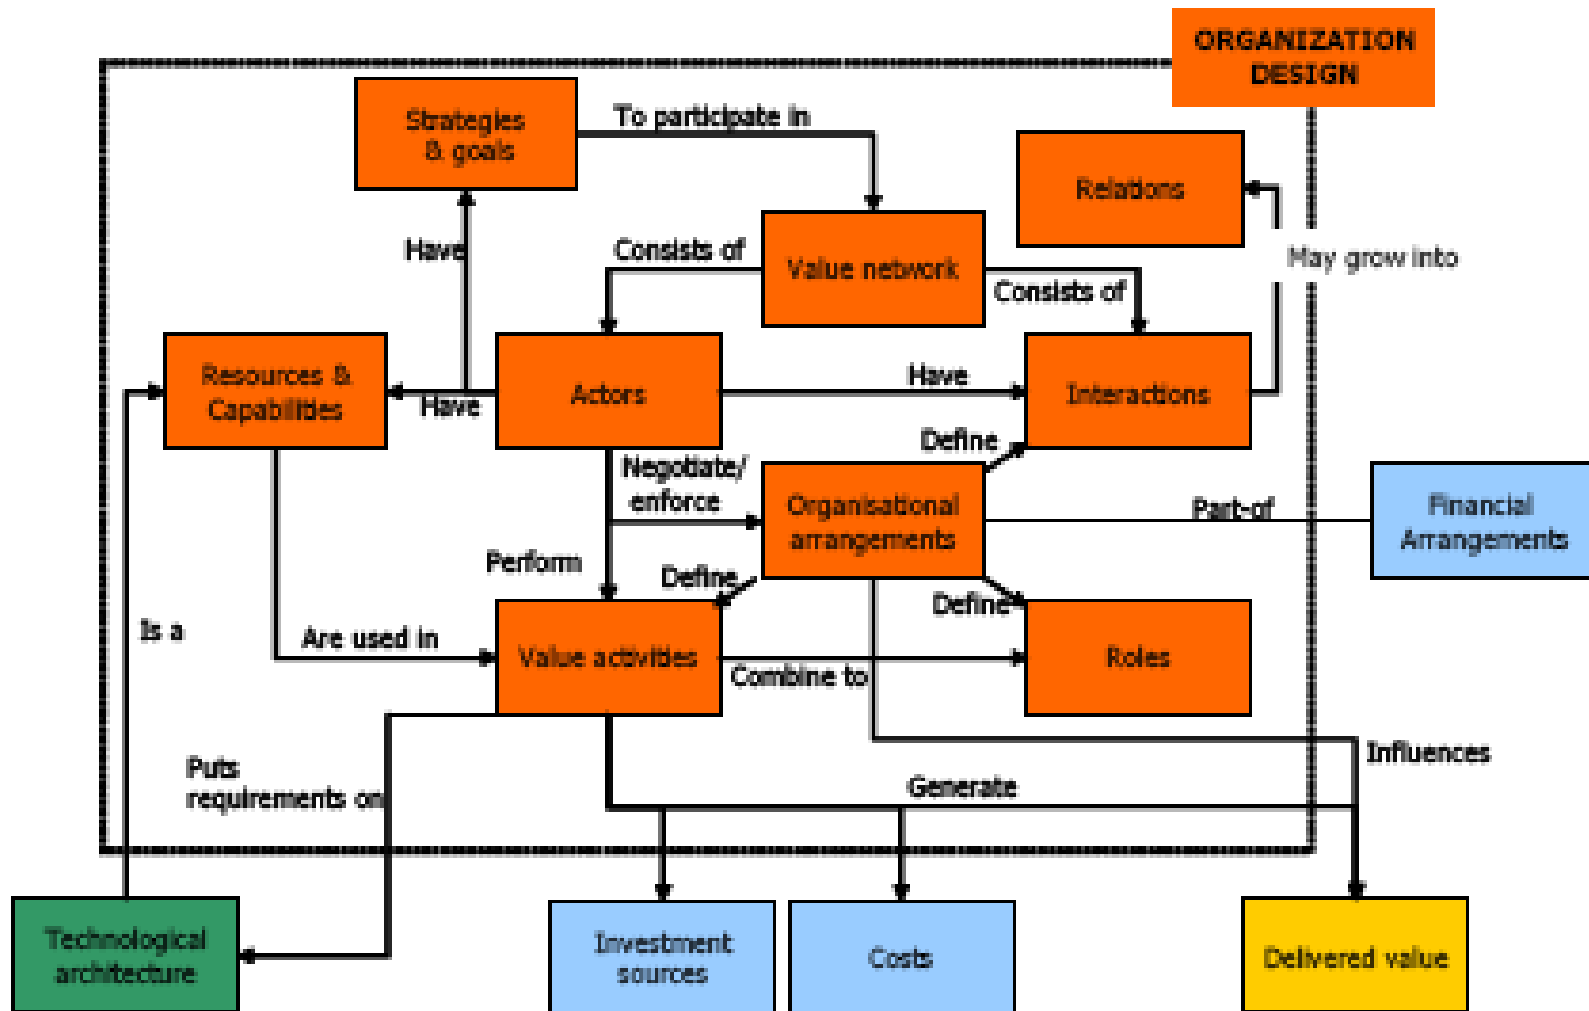 ORGANIZATION
DESIGN
Strategies
& goals
To participate in
Relations
Have
Consists of
Value network
Consists of
May grow into
Resources &
Capabilities
Have
Actors
Have
Interactions
Negotiate/
enforce
Define
Organisational
arrangements
Part-of
Financial
Arrangements
Perform
Define
Define
Is a
Are used in
Value activities
Combine to
Roles
Puts
requirements on
Generate
Influences
Technological
architecture
Investment
sources
Costs
Delivered value